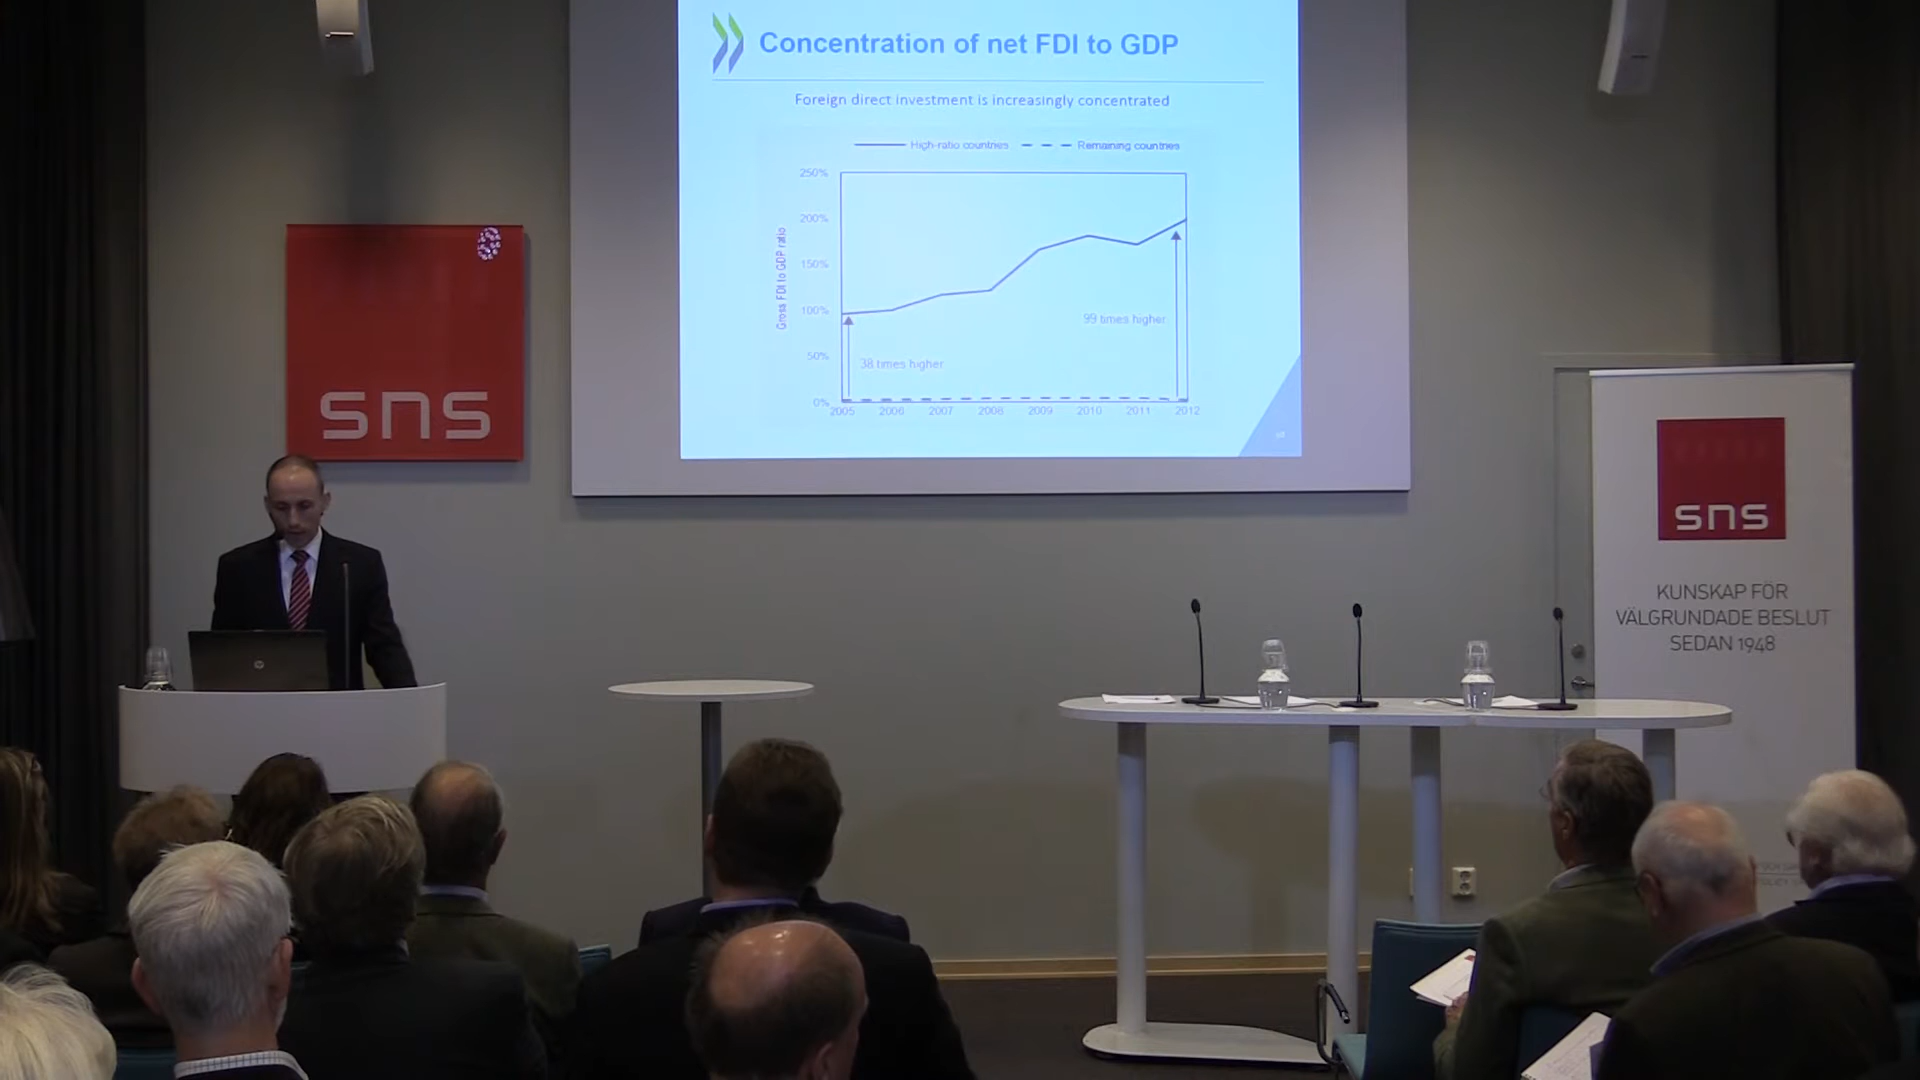 Concentration of net FDI to GDP
Foreign direct investment is increasingly concentrated
High-ratio countries
Remaining countries
250%
200%
150%
100%
50%
0%
Gross FDI to GDP ratio
38 times higher
99 times higher
2005 2006 2007 2008 2009 2010 2011 2012
sns
hp
sns
KUNSKAP FÖR
VÄLGRUNDADE BESLUT
SEDAN 1948